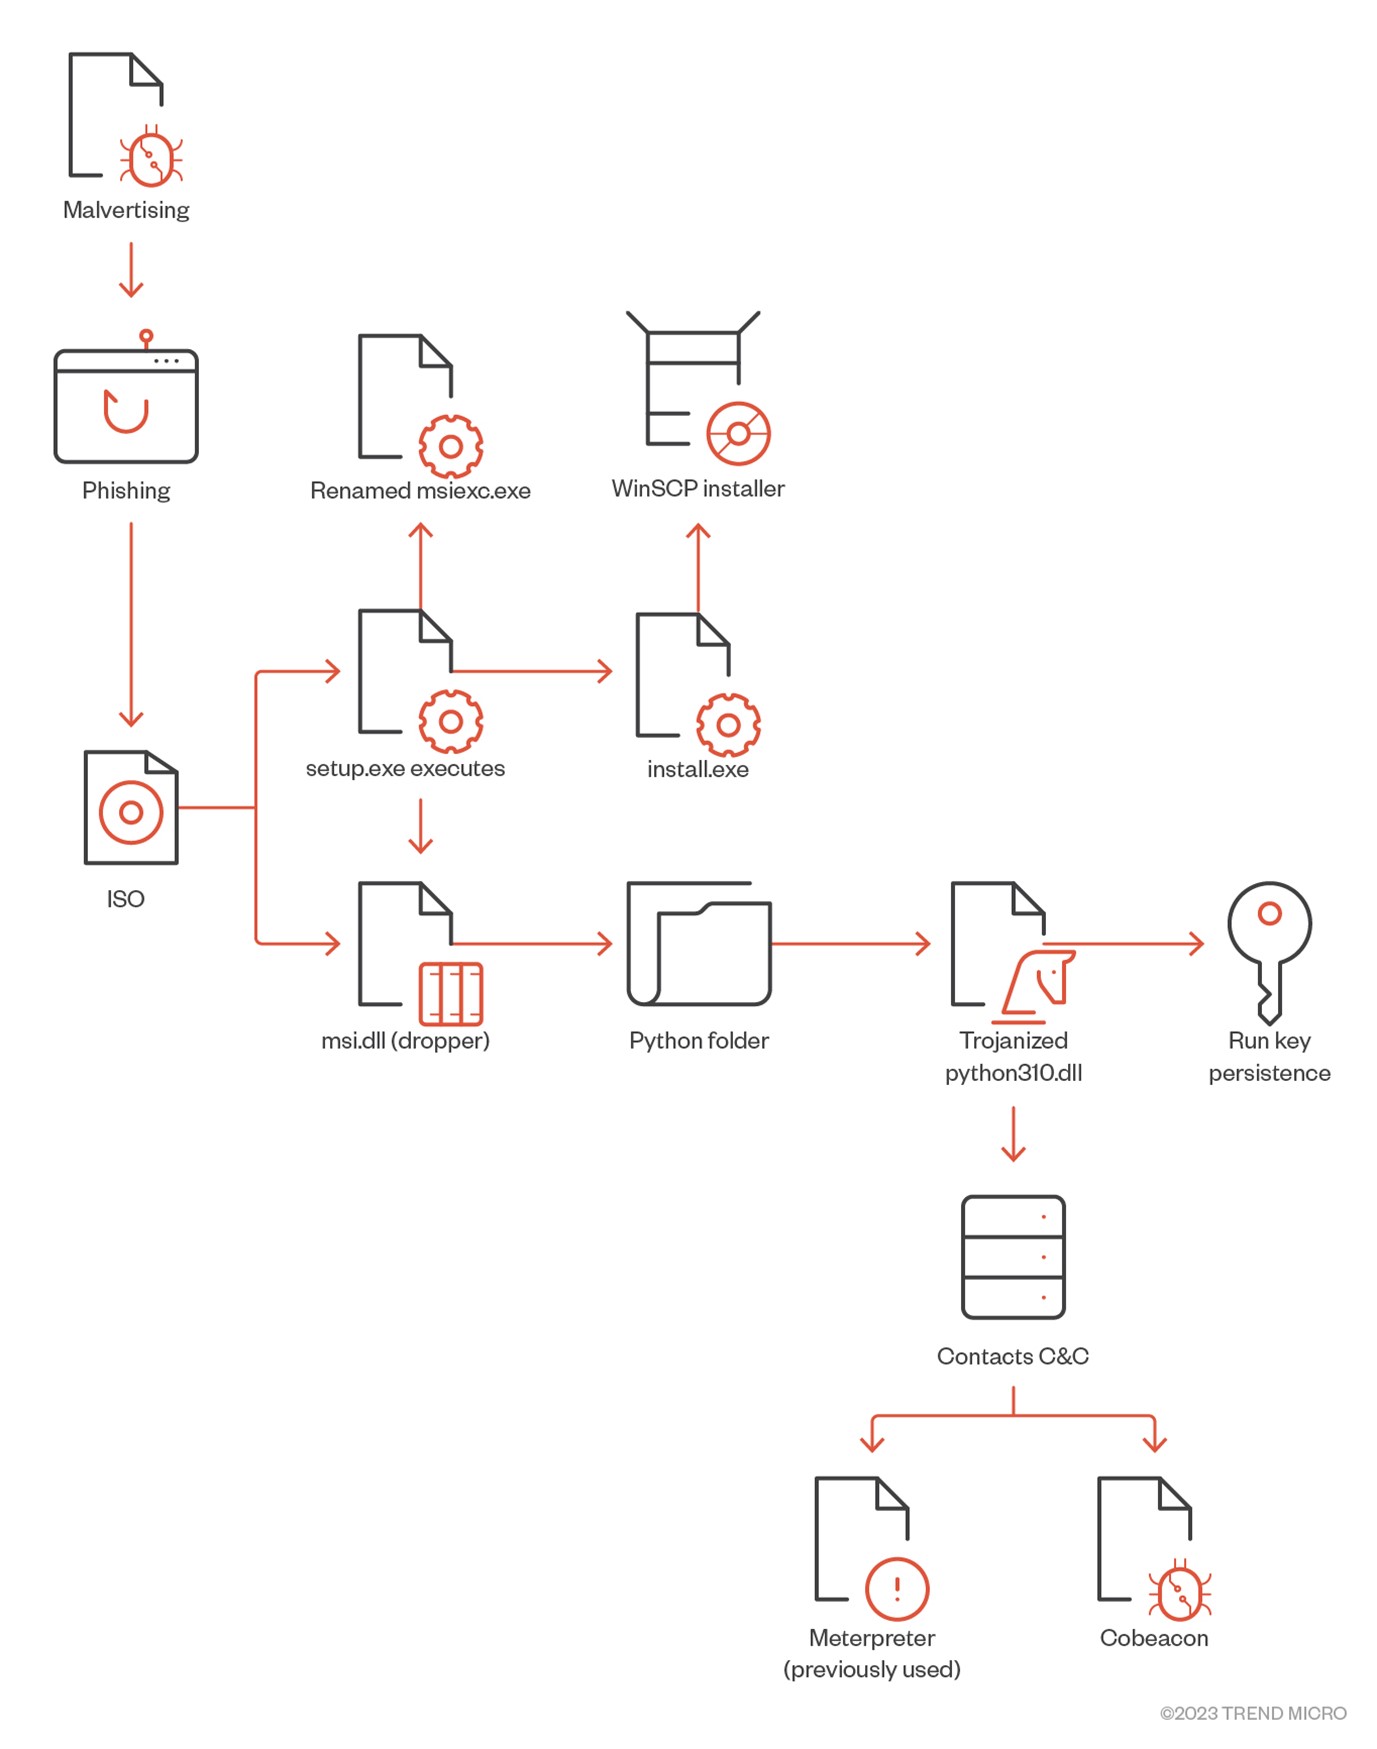 Malvertising
Phishing
Renamed msiexc.exe
WinSCP installer
setup.exe executes
install.exe
ISO
msi.dll (dropper)
Python folder
Trojanized
python310.dll
Run key
persistence
Contacts C&C
Meterpreter
(previously used)
Cobeacon
©2023 TREND MICRO